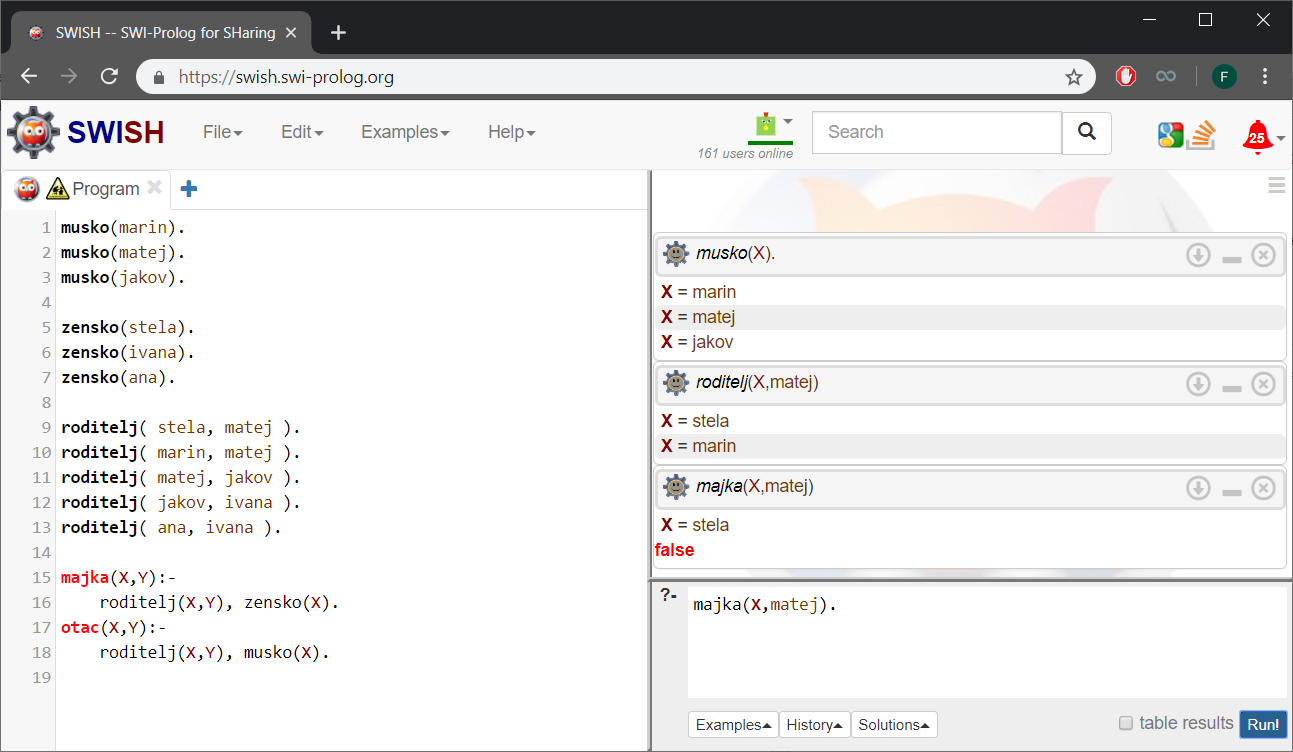 SWISH -- SWI-Prolog for SHaring
https://swish.swi-prolog.org
F
SWISH File Edit Examples Help
161 users online
Search
25
Program
1 musko(marin).
2 musko(matej).
3 musko(jakov).
4
5 zensko(stela).
6 zensko(ivana).
7 zensko(ana).
8
9 roditelj( stela, matej ).
10 roditelj( marin, matej ).
11 roditelj( matej, jakov ).
12 roditelj( jakov, ivana ).
13 roditelj( ana, ivana ).
14
15 majka(X,Y):-
16 roditelj(X,Y), zensko(X).
17 otac(X,Y):-
18 roditelj(X,Y), musko(X).
19
musko(X).
X = marin
X = matej
X = jakov
roditelj(X,matej)
X = stela
X = marin
majka(X,matej)
X = stela
false
?- majka(X,matej).
Examples History Solutions table results Run!